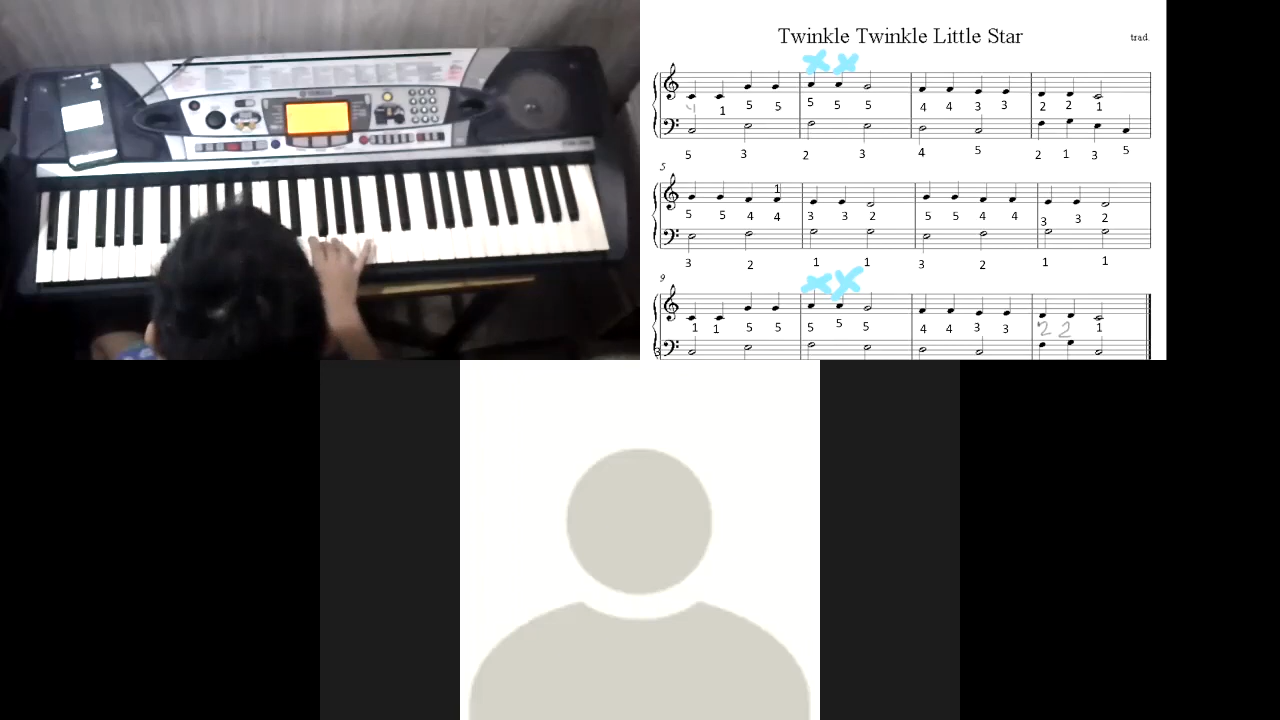 Twinkle Twinkle Little Star
trad.
4 1 5 5 5 5 5 4 4 3 3 2 2 1
5 3 2 3 4 5 2 1 3 5
5
1
5 5 4 4 3 3 2 5 5 4 4 3 3 2
3 2 1 1 3 2 1 1
9
1 1 5 5 5 5 5 4 4 3 3 2 2 1